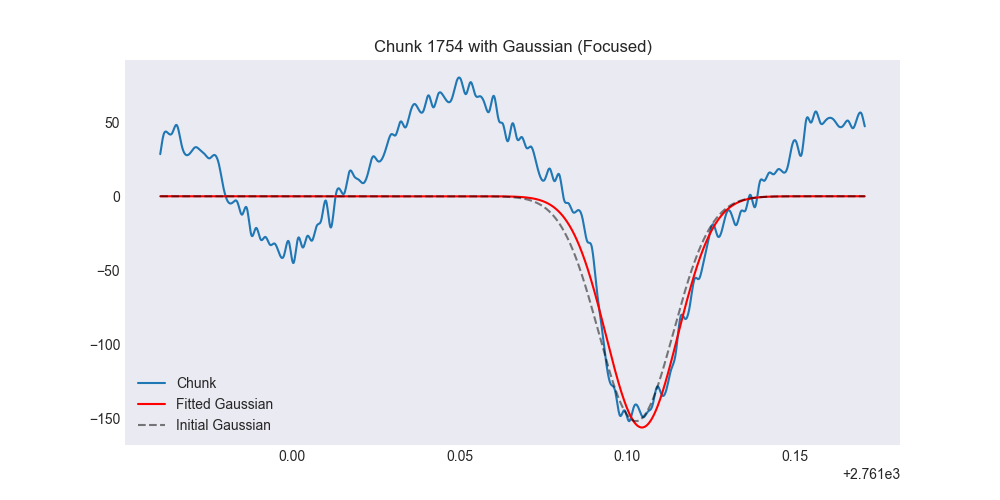 Chunk 1754 with Gaussian (Focused)
50
0
−50
−100
−150
Chunk
Fitted Gaussian
Initial Gaussian
0.00 0.05 0.10 0.15
+2.761e3